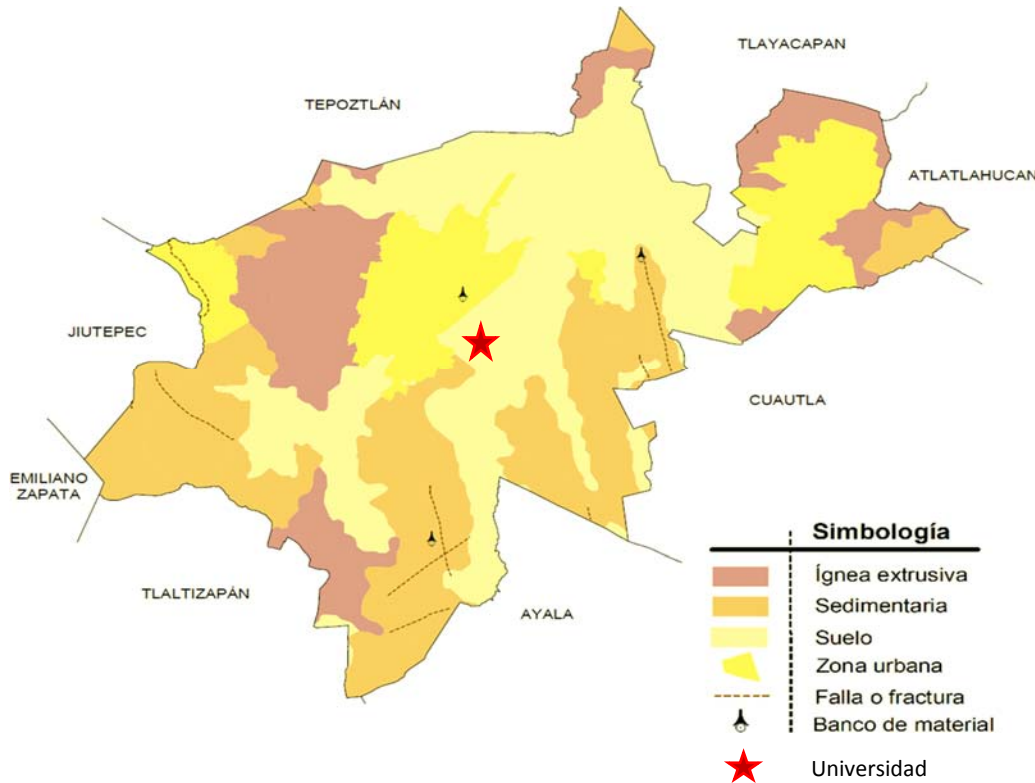 TLAYACAPAN
TEPOZTLÁN
ATLATLAHUCAN
JIUTEPEC
CUAUTLA
EMILIANO
ZAPATA
TLALTIZAPÁN
AYALA
Simbología
Ígnea extrusiva
Sedimentaria
Suelo
Zona urbana
Falla o fractura
Banco de material
Universidad